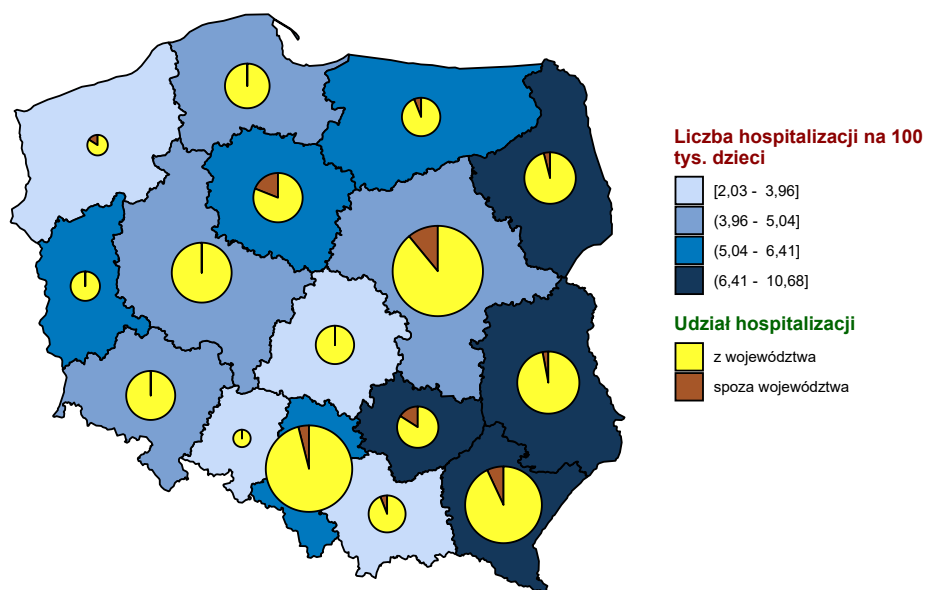 Liczba hospitalizacji na 100
tys. dzieci
[2,03 - 3,96]
(3,96 - 5,04]
(5,04 - 6,41]
(6,41 - 10,68]
Udział hospitalizacji
z województwa
spoza województwa